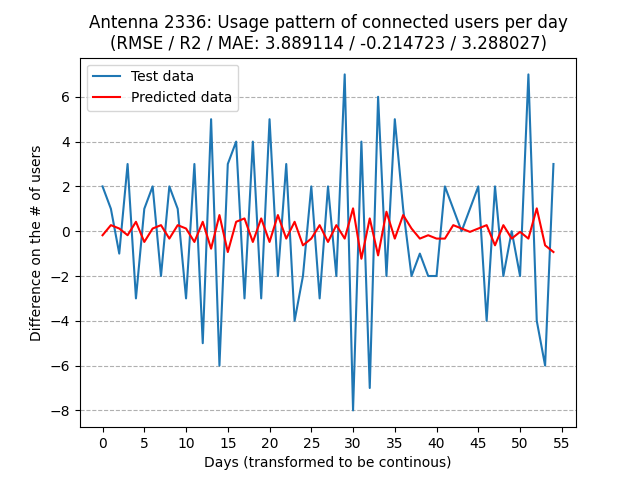 Antenna 2336: Usage pattern of connected users per day
(RMSE / R2 / MAE: 3.889114 / -0.214723 / 3.288027)
Test data
Predicted data
Difference on the # of users
6
4
2
0
−2
−4
−6
−8
0 5 10 15 20 25 30 35 40 45 50 55
Days (transformed to be continous)